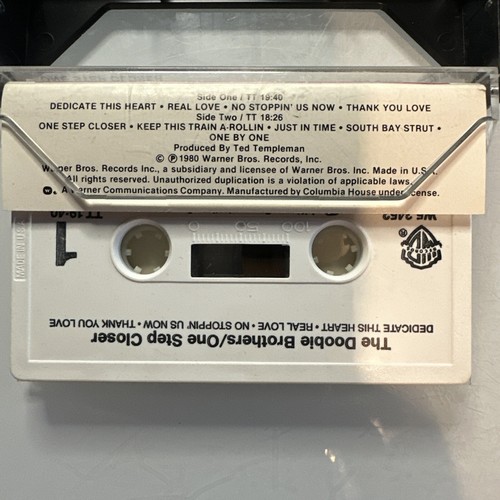 Side One / TT 19:40
DEDICATE THIS HEART • REAL LOVE • NO STOPPIN' US NOW • THANK YOU LOVE
Side Two / TT 18:26
ONE STEP CLOSER • KEEP THIS TRAIN A-ROLLIN • JUST IN TIME • SOUTH BAY STRUT •
ONE BY ONE
Produced By Ted Templeman
© ℗ 1980 Warner Bros. Records, Inc.
Warner Bros. Records Inc., a subsidiary and licensee of Warner Bros. Inc. Made in U.S.A.
All rights reserved. Unauthorized duplication is a violation of applicable laws.
A Warner Communications Company. Manufactured by Columbia House under license.
The Doobie Brothers/One Step Closer
DEDICATE THIS HEART • REAL LOVE • NO STOPPIN' US NOW • THANK YOU LOVE
1
TT 19:40
W5 3452
®
100 50 0